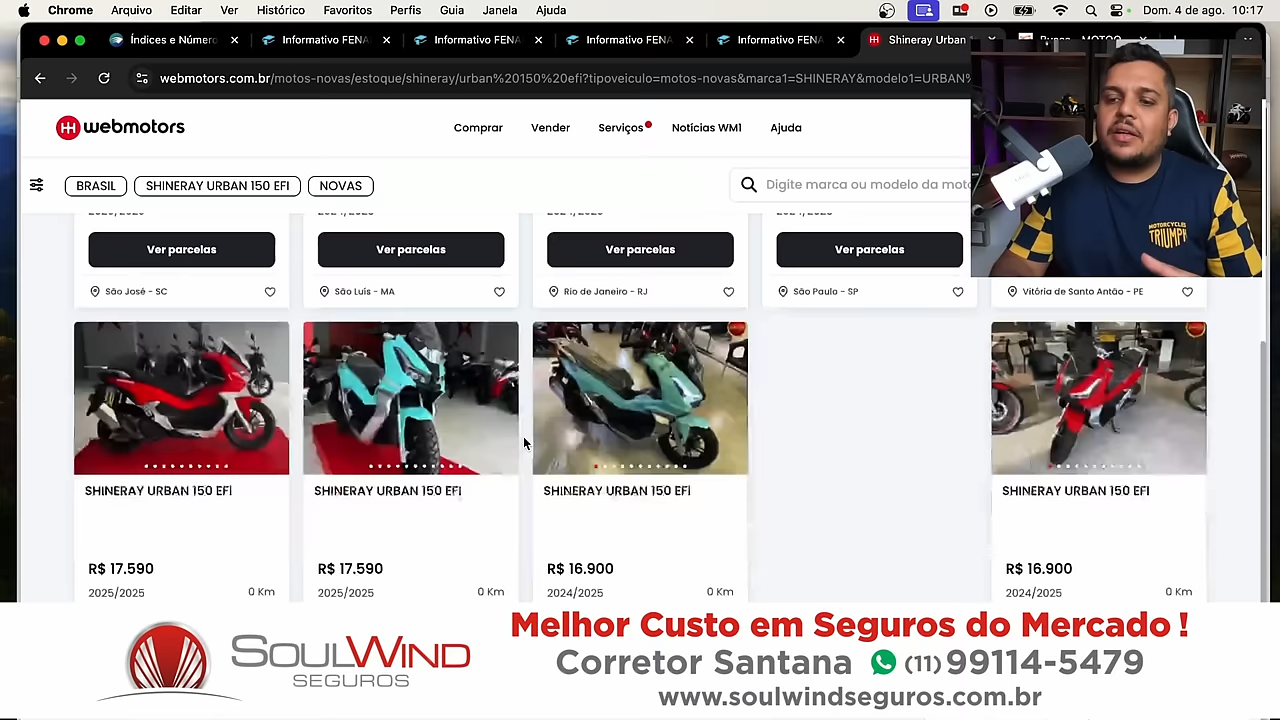 Chrome Arquivo Editar Ver Histórico Favoritos Perfis Guia Janela Ajuda
Dom. 4 de ago. 10:17
Índices e Número
Informativo FENA
Informativo FENA
Informativo FENA
Informativo FENA
Shineray Urban
webmotors.com.br/motos-novas/estoque/shineray/urban%20150%20efi?tipoveiculo=motos-novas&marca1=SHINERAY&modelo1=URBAN%
webmotors
Comprar Vender Serviços Notícias WM1 Ajuda
BRASIL SHINERAY URBAN 150 EFI NOVAS
Digite marca ou modelo da moto
MOTORCYCLES
TRIUMPH
Ver parcelas Ver parcelas Ver parcelas Ver parcelas
São José - SC São Luís - MA Rio de Janeiro - RJ São Paulo - SP Vitória de Santo Antão - PE
SHINERAY URBAN 150 EFI SHINERAY URBAN 150 EFI SHINERAY URBAN 150 EFI SHINERAY URBAN 150 EFI
R$ 17.590 R$ 17.590 R$ 16.900 R$ 16.900
2025/2025 0 Km 2025/2025 0 Km 2024/2025 0 Km 2024/2025 0 Km
SOULWIND
SEGUROS
Melhor Custo em Seguros do Mercado !
Corretor Santana (11) 99114-5479
www.soulwindseguros.com.br